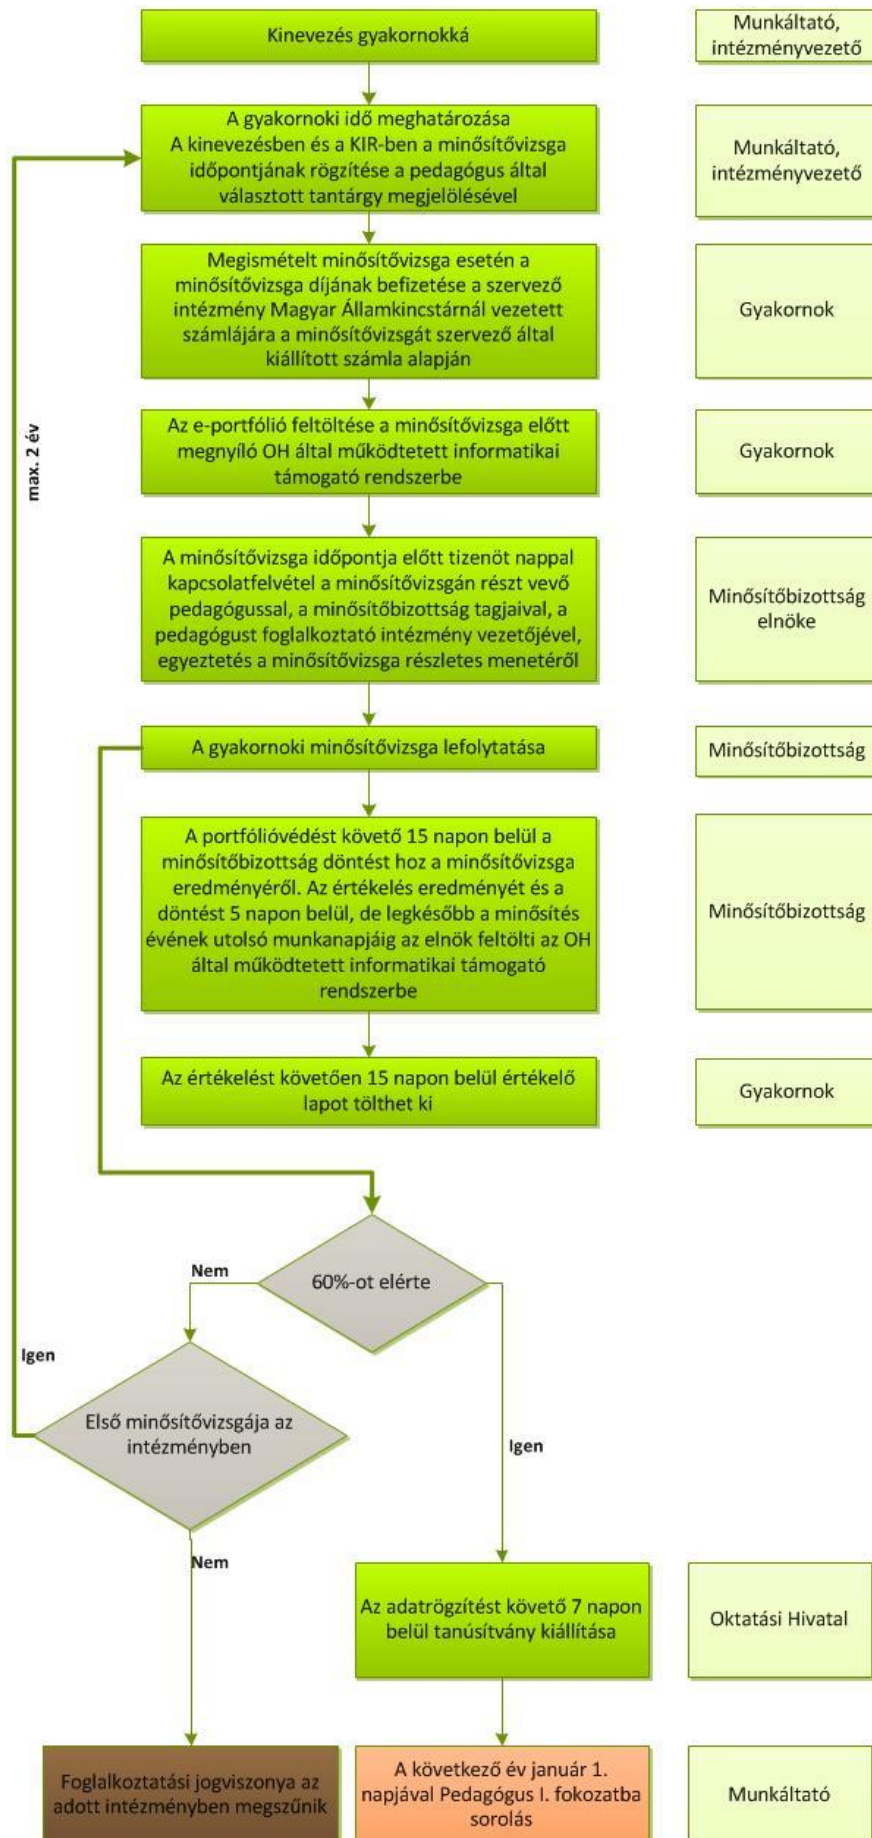 Kinevezés gyakornokká
Munkáltató,
intézményvezető
A gyakornoki idő meghatározása
A kinevezésben és a KIR-ben a minősítővizsga
időpontjának rögzítése a pedagógus által
választott tantárgy megjelölésével
Munkáltató,
intézményvezető
Megismételt minősítővizsga esetén a
minősítővizsga díjának befizetése a szervező
intézmény Magyar Államkincstárnál vezetett
számlájára a minősítővizsgát szervező által
kiállított számla alapján
Gyakornok
max. 2 év
Az e-portfólió feltöltése a minősítővizsga előtt
megnyíló OH által működtetett informatikai
támogató rendszerbe
Gyakornok
A minősítővizsga időpontja előtt tizenöt nappal
kapcsolatfelvétel a minősítővizsgán részt vevő
pedagógussal, a minősítőbizottság tagjaival, a
pedagógust foglalkoztató intézmény vezetőjével,
egyeztetés a minősítővizsga részletes menetéről
Minősítőbizottság
elnöke
A gyakornoki minősítővizsga lefolytatása
Minősítőbizottság
A portfólióvédést követő 15 napon belül a
minősítőbizottság döntést hoz a minősítővizsga
eredményéről. Az értékelés eredményét és a
döntést 5 napon belül, de legkésőbb a minősítés
évének utolsó munkanapjáig az elnök feltölti az OH
által működtetett informatikai támogató
rendszerbe
Minősítőbizottság
Az értékelést követően 15 napon belül értékelő
lapot tölthet ki
Gyakornok
60%-ot elérte
Nem
Igen
Első minősítővizsgája az
intézményben
Igen
Nem
Az adatrögzítést követő 7 napon
belül tanúsítvány kiállítása
Oktatási Hivatal
Foglalkoztatási jogviszonya az
adott intézményben megszűnik
A következő év január 1.
napjával Pedagógus I. fokozatba
sorolás
Munkáltató